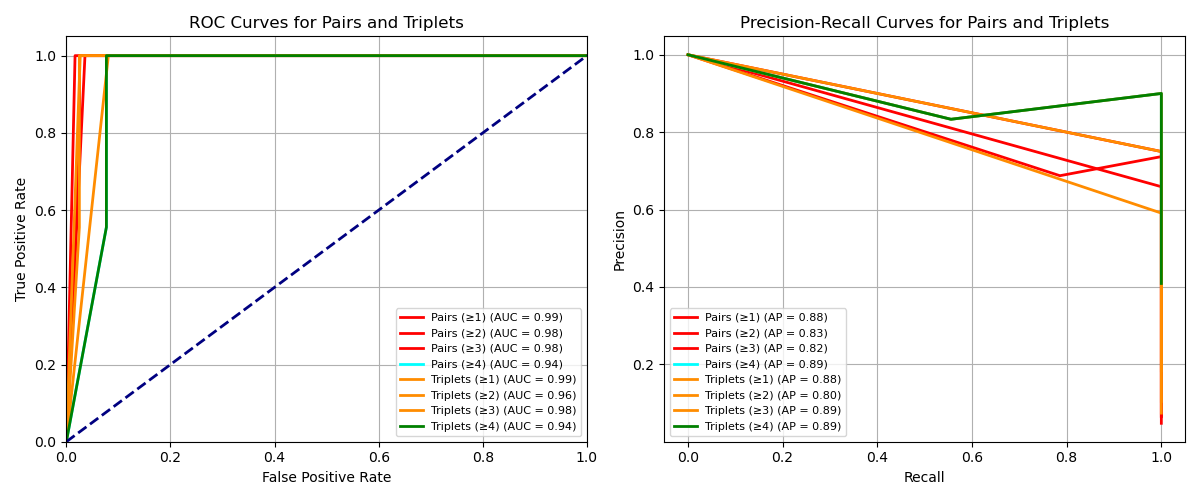 ROC Curves for Pairs and Triplets
True Positive Rate
1.0
0.8
0.6
0.4
0.2
0.0
Pairs (≥1) (AUC = 0.99)
Pairs (≥2) (AUC = 0.98)
Pairs (≥3) (AUC = 0.98)
Pairs (≥4) (AUC = 0.94)
Triplets (≥1) (AUC = 0.99)
Triplets (≥2) (AUC = 0.96)
Triplets (≥3) (AUC = 0.98)
Triplets (≥4) (AUC = 0.94)
0.0 0.2 0.4 0.6 0.8 1.0
False Positive Rate
Precision-Recall Curves for Pairs and Triplets
Precision
1.0
0.8
0.6
0.4
0.2
Pairs (≥1) (AP = 0.88)
Pairs (≥2) (AP = 0.83)
Pairs (≥3) (AP = 0.82)
Pairs (≥4) (AP = 0.89)
Triplets (≥1) (AP = 0.88)
Triplets (≥2) (AP = 0.80)
Triplets (≥3) (AP = 0.89)
Triplets (≥4) (AP = 0.89)
0.0 0.2 0.4 0.6 0.8 1.0
Recall